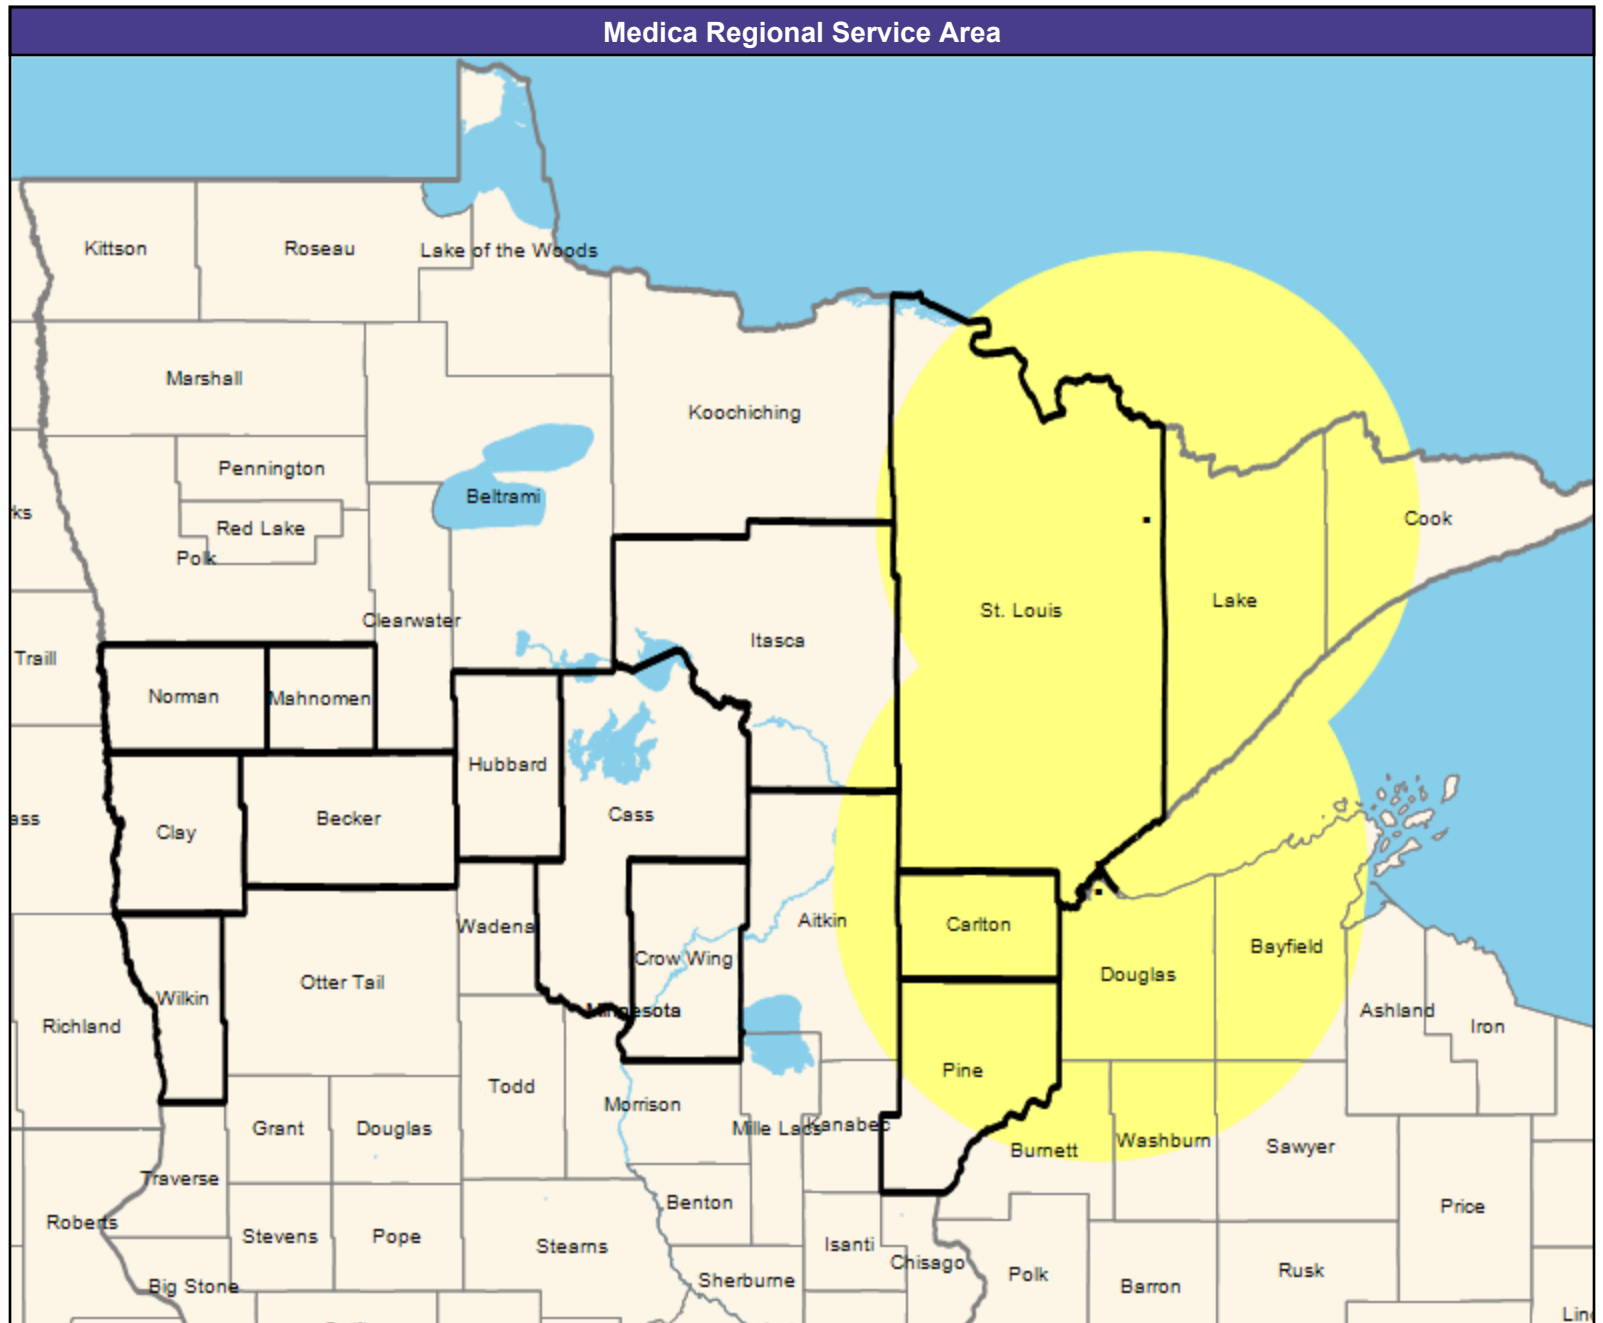 Medica Regional Service Area
Kittson
Roseau
Lake of the Woods
Marshall
Koochiching
Pennington
Beltrami
ks
Red Lake
Cook
Polk
Clearwater
St. Louis
Lake
Itasca
Traill
Norman
Mahnomen
Hubbard
Cass
ass
Clay
Becker
Wadena
Aitkin
Carlton
Crow Wing
Bayfield
Douglas
Otter Tail
Wilkin
Minnesota
Ashland
Richland
Iron
Pine
Todd
Morrison
Grant
Douglas
Mille Lacs
Kanabec
Burnett
Washburn
Sawyer
Traverse
Benton
Price
Roberts
Stevens
Pope
Stearns
Isanti
Chisago
Polk
Rusk
Big Stone
Sherburne
Barron
Lin